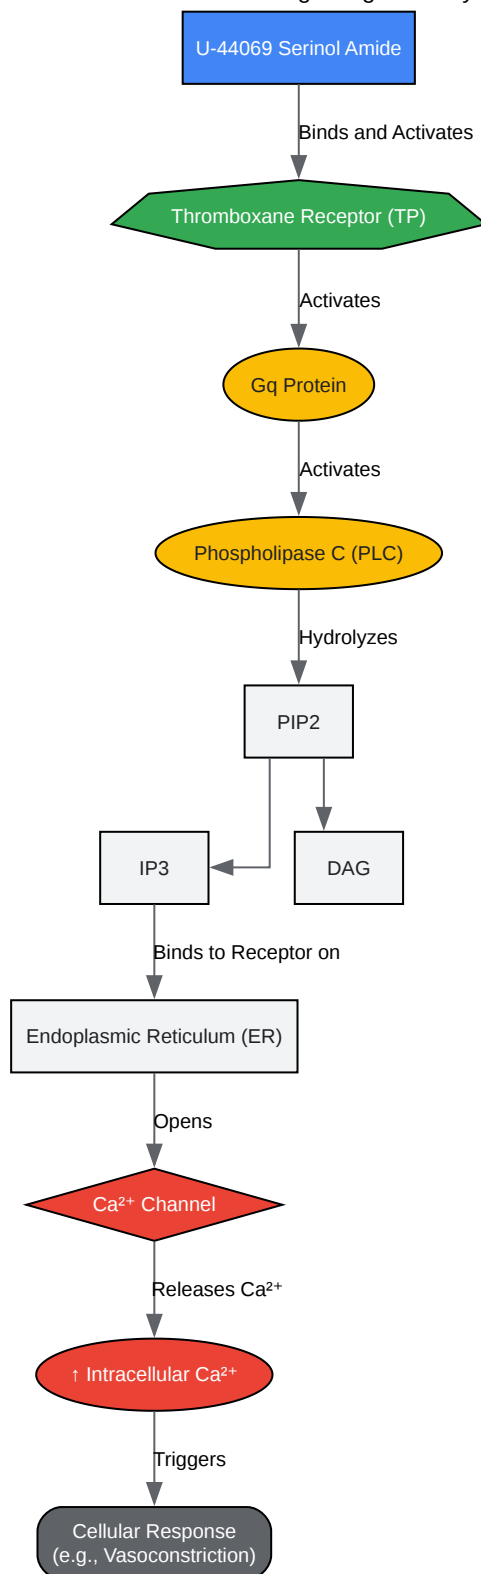 U-44069 Serinol Amide
Binds and Activates
Thromboxane Receptor (TP)
Activates
Gq Protein
Activates
Phospholipase C (PLC)
Hydrolyzes
PIP2
IP3
DAG
Binds to Receptor on
Endoplasmic Reticulum (ER)
Opens
Ca²⁺ Channel
Releases Ca²⁺
↑ Intracellular Ca²⁺
Triggers
Cellular Response
(e.g., Vasoconstriction)